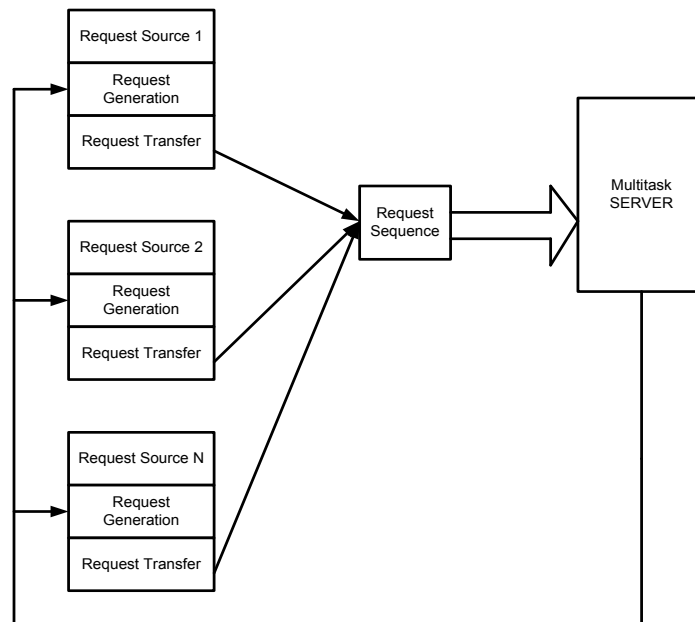 Request Source 1
Request
Generation
Request Transfer
Request Source 2
Request
Generation
Request Transfer
Request Source N
Request
Generation
Request Transfer
Request
Sequence
Multitask
SERVER